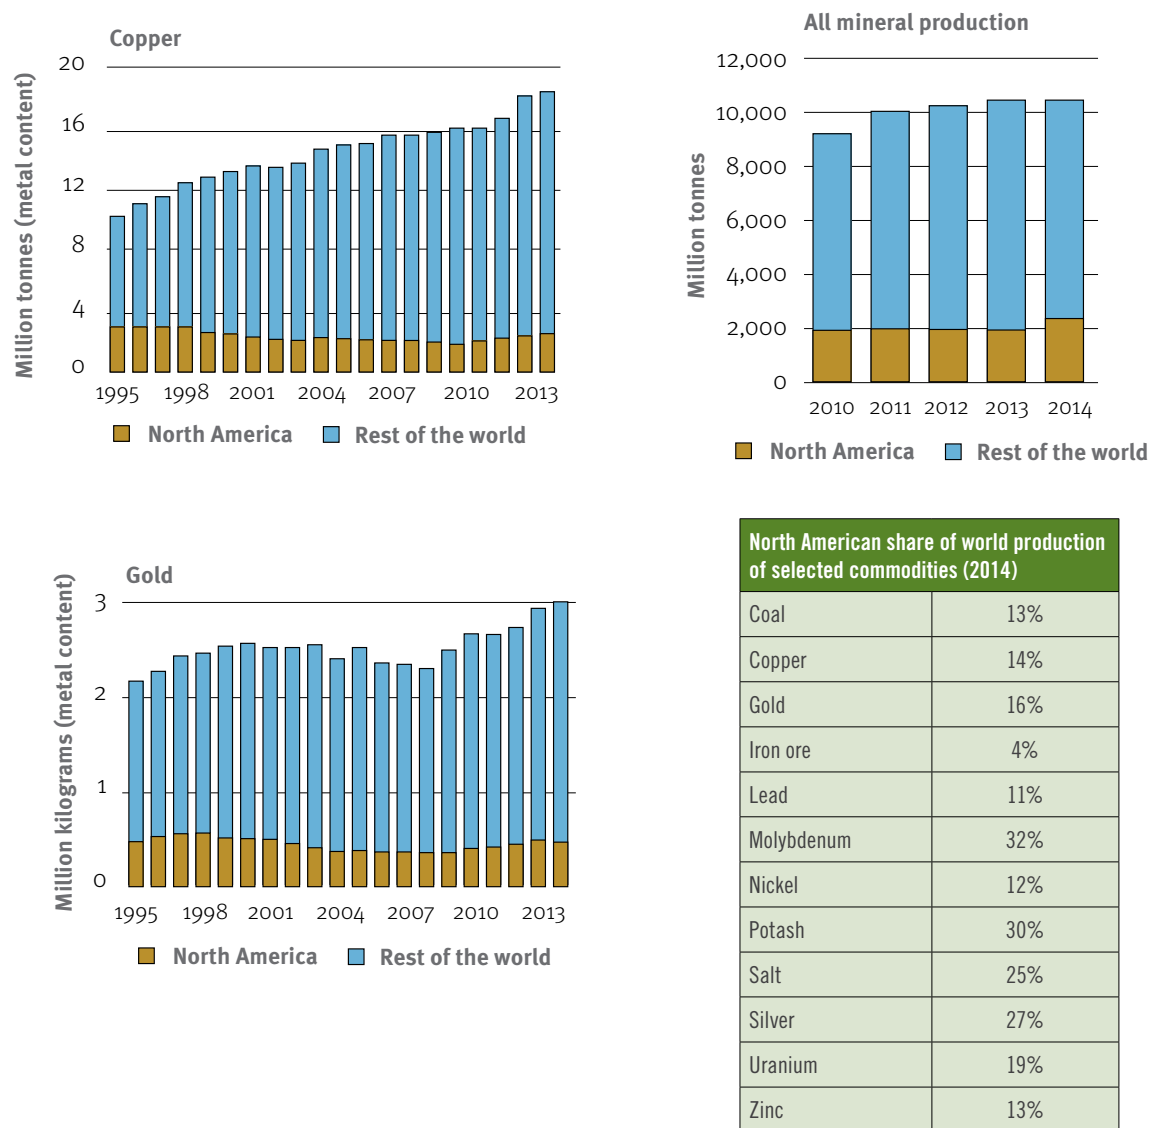 Copper
Million tonnes (metal content)
20
16
12
8
4
0
1995 1998 2001 2004 2007 2010 2013
North America Rest of the world
All mineral production
Million tonnes
12,000
10,000
8,000
6,000
4,000
2,000
0
2010 2011 2012 2013 2014
North America Rest of the world
Gold
Million kilograms (metal content)
3
2
1
0
1995 1998 2001 2004 2007 2010 2013
North America Rest of the world
North American share of world production
of selected commodities (2014)
Coal 13%
Copper 14%
Gold 16%
Iron ore 4%
Lead 11%
Molybdenum 32%
Nickel 12%
Potash 30%
Salt 25%
Silver 27%
Uranium 19%
Zinc 13%